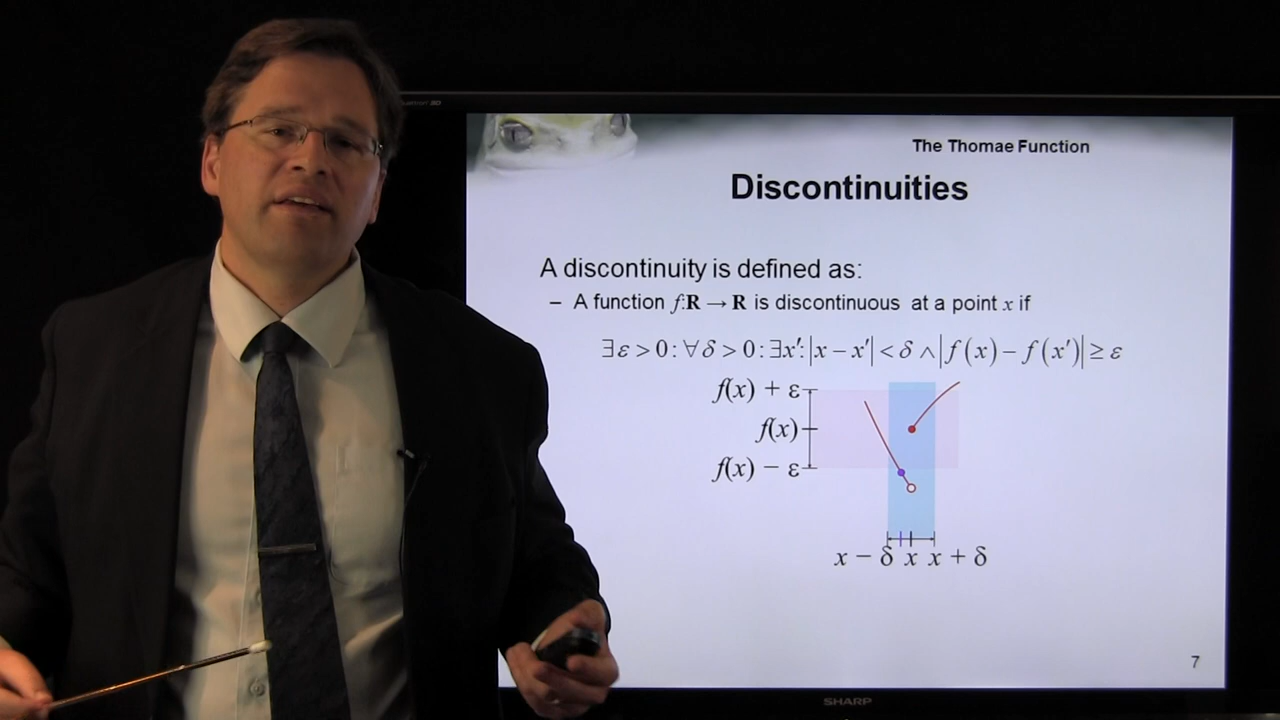 The Thomae Function
Discontinuities
A discontinuity is defined as:
– A function f:R → R is discontinuous at a point x if
∃ε > 0: ∀δ > 0: ∃x′: |x − x′| < δ ∧ |f(x) − f(x′)| ≥ ε
f(x) + ε
f(x)
f(x) − ε
x − δ x x + δ
7
SHARP